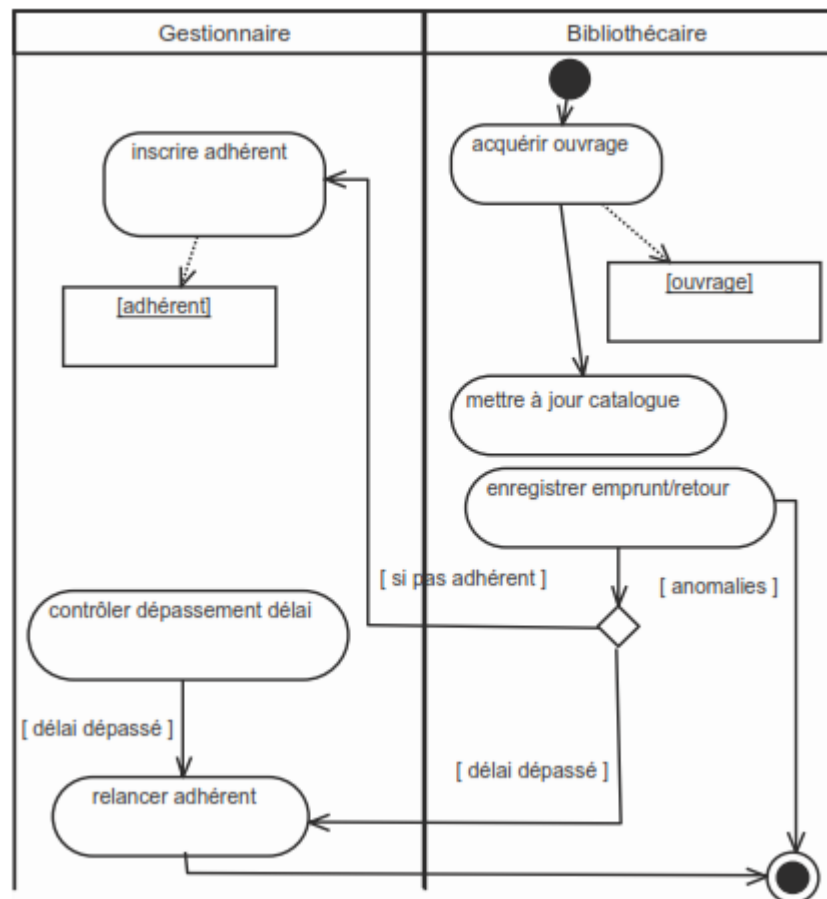 Gestionnaire
Bibliothécaire
inscrire adhérent
acquérir ouvrage
[adhérent]
[ouvrage]
mettre à jour catalogue
enregistrer emprunt/retour
[ si pas adhérent ]
[ anomalies ]
contrôler dépassement délai
[ délai dépassé ]
[ délai dépassé ]
relancer adhérent